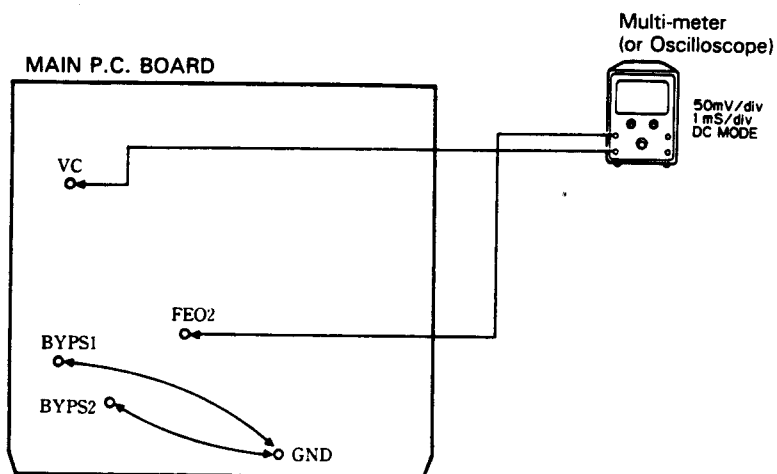 Multi-meter
(or Oscilloscope)
MAIN P.C. BOARD
50mV/div
1mS/div
DC MODE
VC
FEO2
BYPS1
BYPS2
GND